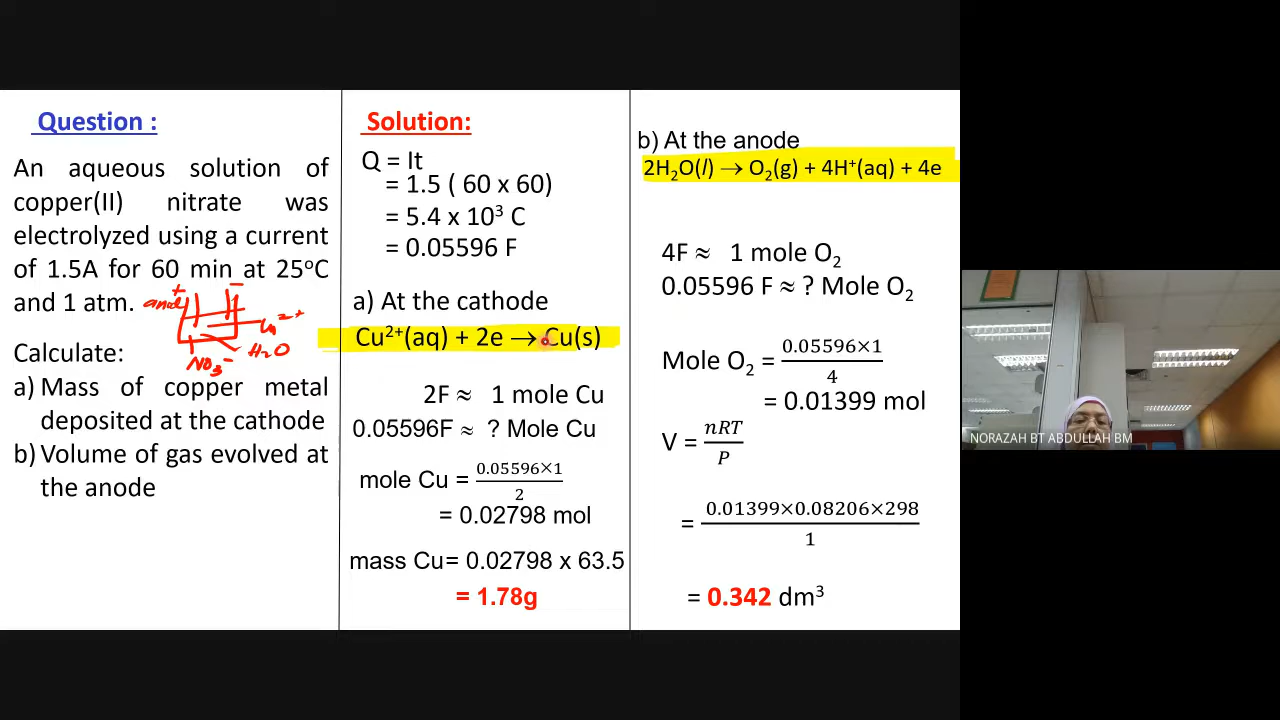 Question :
An aqueous solution of
copper(II) nitrate was
electrolyzed using a current
of 1.5A for 60 min at 25°C
and 1 atm.
+ −
anode
Cu²⁺
H₂O
NO₃⁻
Calculate:
a) Mass of copper metal
deposited at the cathode
b) Volume of gas evolved at
the anode
Solution:
Q = It
= 1.5 ( 60 x 60)
= 5.4 x 10³ C
= 0.05596 F
a) At the cathode
Cu²⁺(aq) + 2e → Cu(s)
2F ≈ 1 mole Cu
0.05596F ≈ ? Mole Cu
mole Cu = 0.05596×1 / 2
= 0.02798 mol
mass Cu= 0.02798 x 63.5
= 1.78g
b) At the anode
2H₂O(l) → O₂(g) + 4H⁺(aq) + 4e
4F ≈ 1 mole O₂
0.05596 F ≈ ? Mole O₂
Mole O₂ = 0.05596×1 / 4
= 0.01399 mol
V = nRT / P
= 0.01399×0.08206×298 / 1
= 0.342 dm³
NORAZAH BT ABDULLAH BM